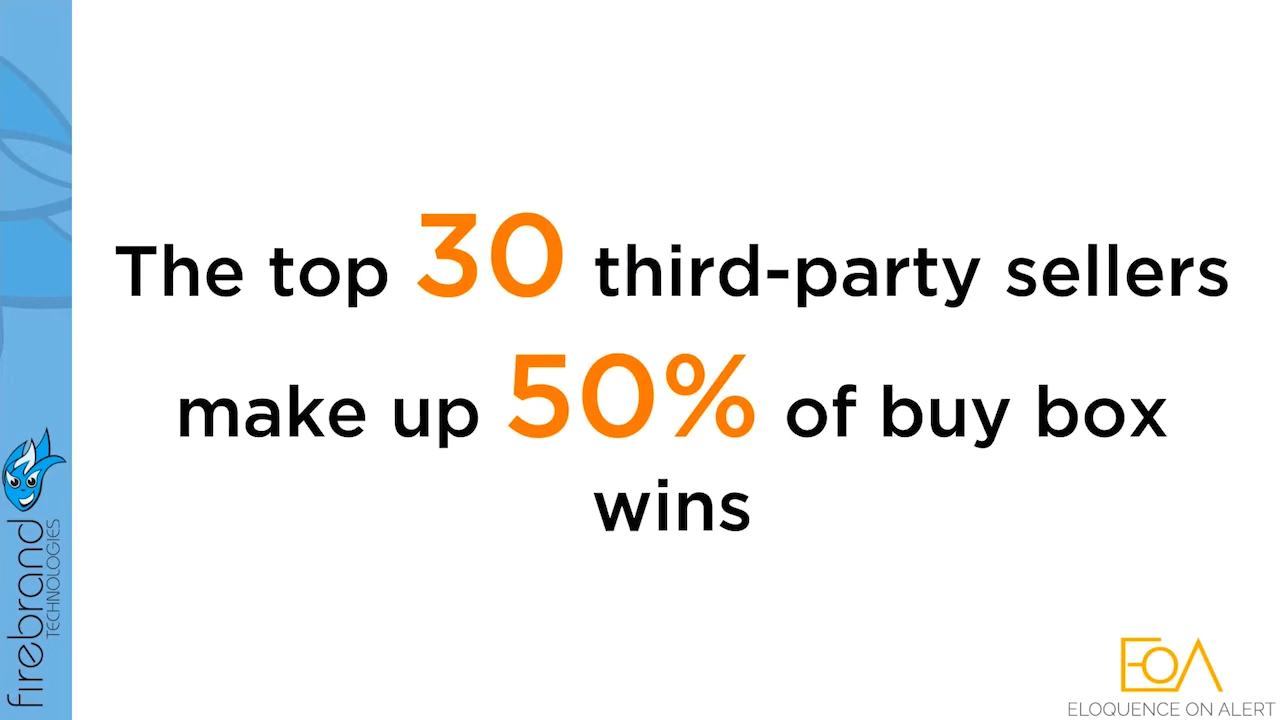 The top 30 third-party sellers
make up 50% of buy box
wins
firebrand
TECHNOLOGIES
EOA
ELOQUENCE ON ALERT